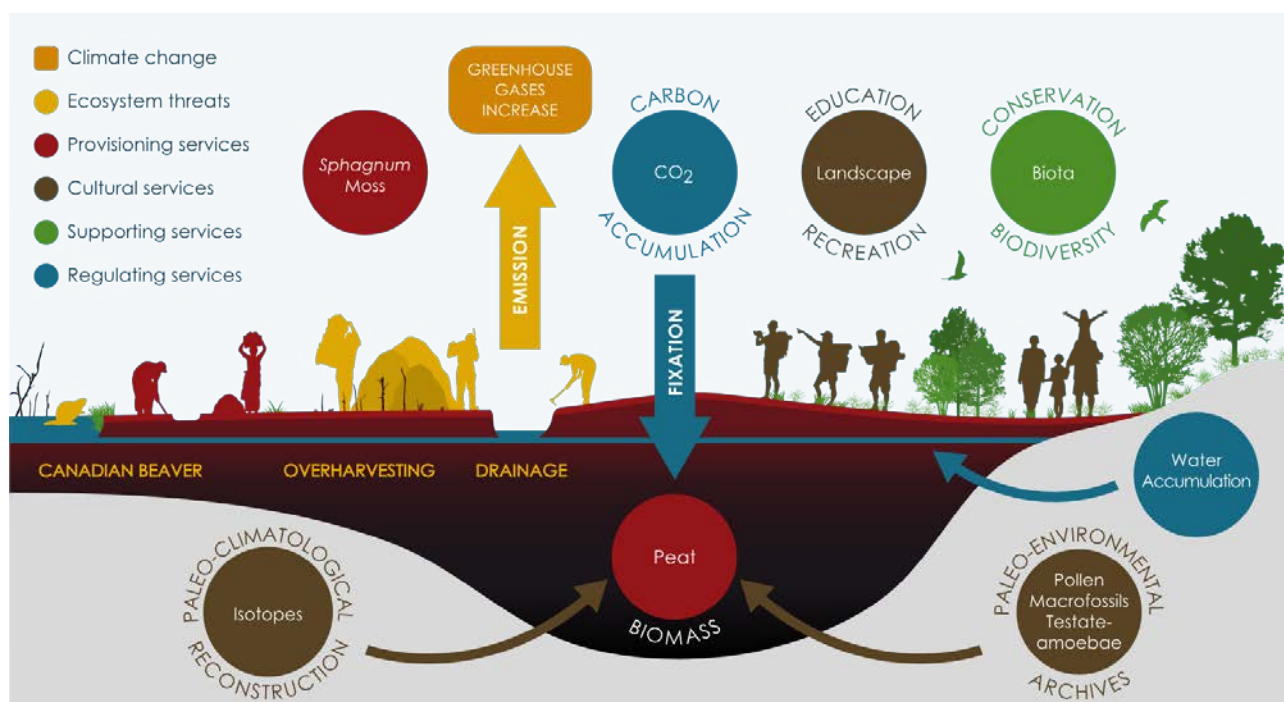 Climate change
Ecosystem threats
Provisioning services
Cultural services
Supporting services
Regulating services
GREENHOUSE
GASES
INCREASE
Sphagnum
Moss
EMISSION
CARBON
CO₂
ACCUMULATION
FIXATION
EDUCATION
Landscape
RECREATION
CONSERVATION
Biota
BIODIVERSITY
CANADIAN BEAVER
OVERHARVESTING
DRAINAGE
Water
Accumulation
PALEO-CLIMATOLOGICAL
Isotopes
RECONSTRUCTION
Peat
BIOMASS
PALEO-ENVIRONMENTAL
Pollen
Macrofossils
Testate-
amoebae
ARCHIVES